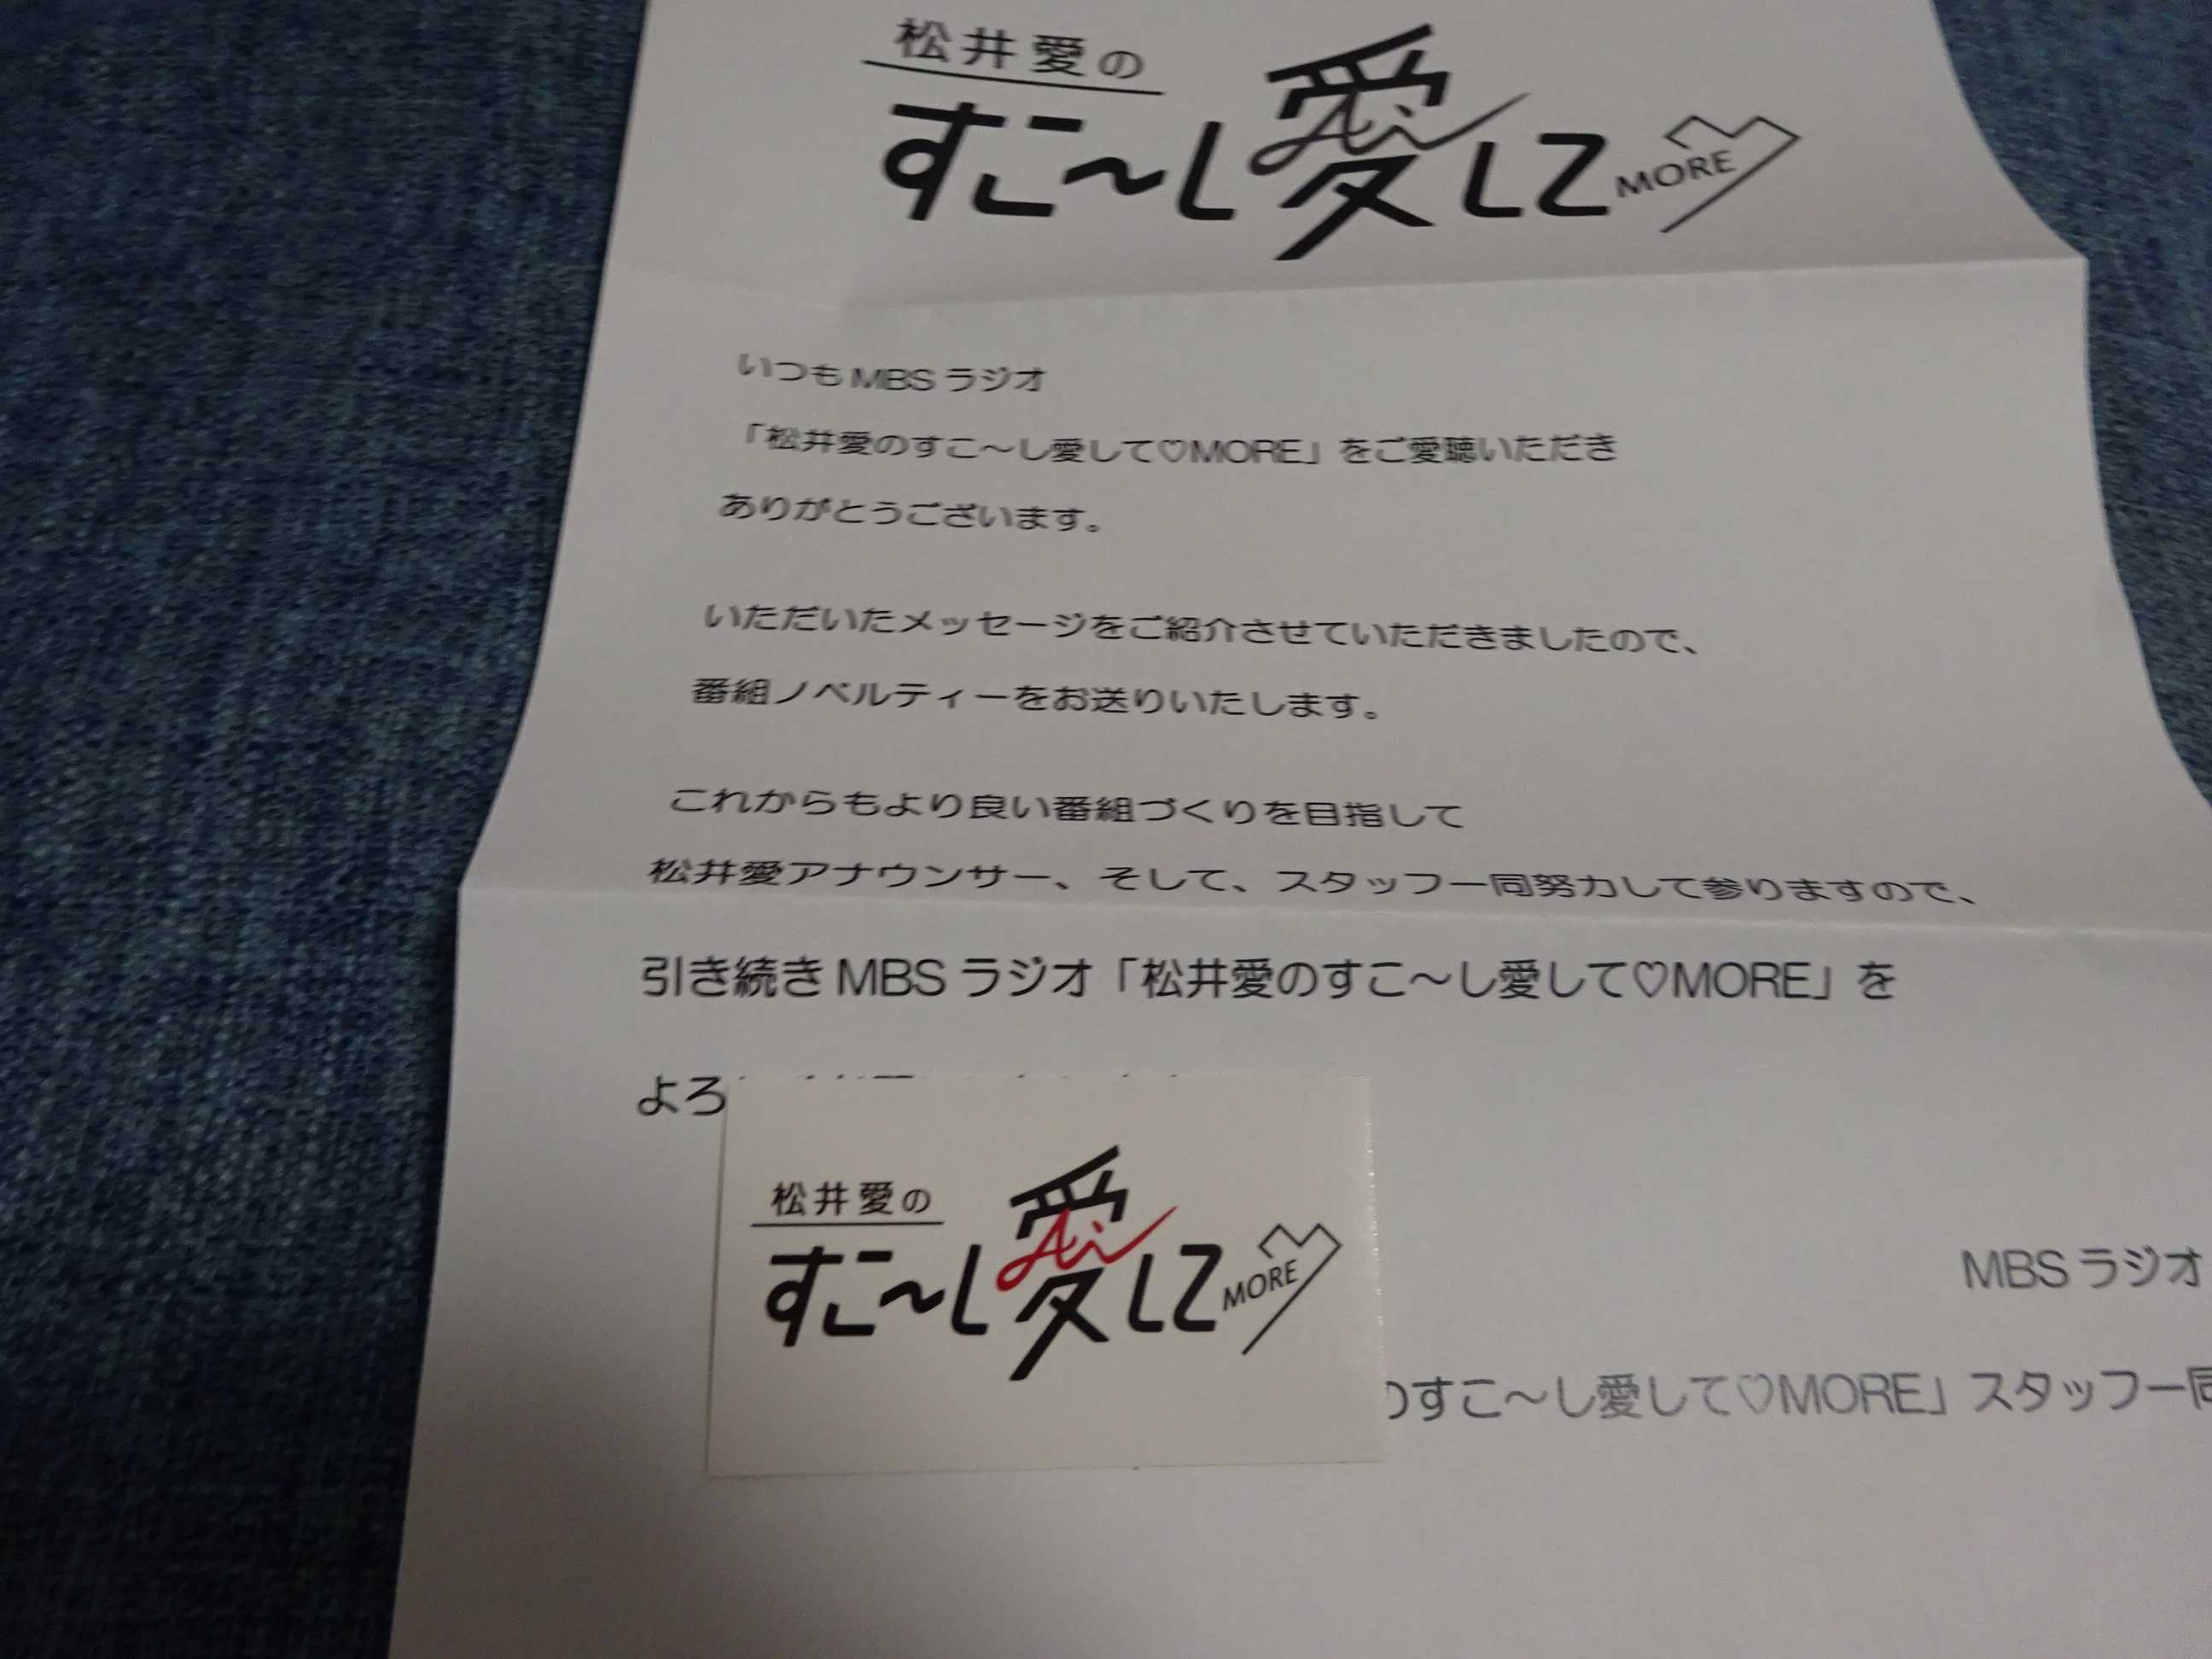 松井愛の
すこ～し愛して
Ai
MORE
いつもMBSラジオ
「松井愛のすこ～し愛して♡MORE」をご愛聴いただき
ありがとうございます。
いただいたメッセージをご紹介させていただきましたので、
番組ノベルティーをお送りいたします。
これからもより良い番組づくりを目指して
松井愛アナウンサー、そして、スタッフ一同努力して参りますので、
引き続きMBSラジオ「松井愛のすこ～し愛して♡MORE」を
よろ
松井愛の
すこ～し愛して
Ai
MORE
MBSラジオ
のすこ～し愛して♡MORE」スタッフ一同